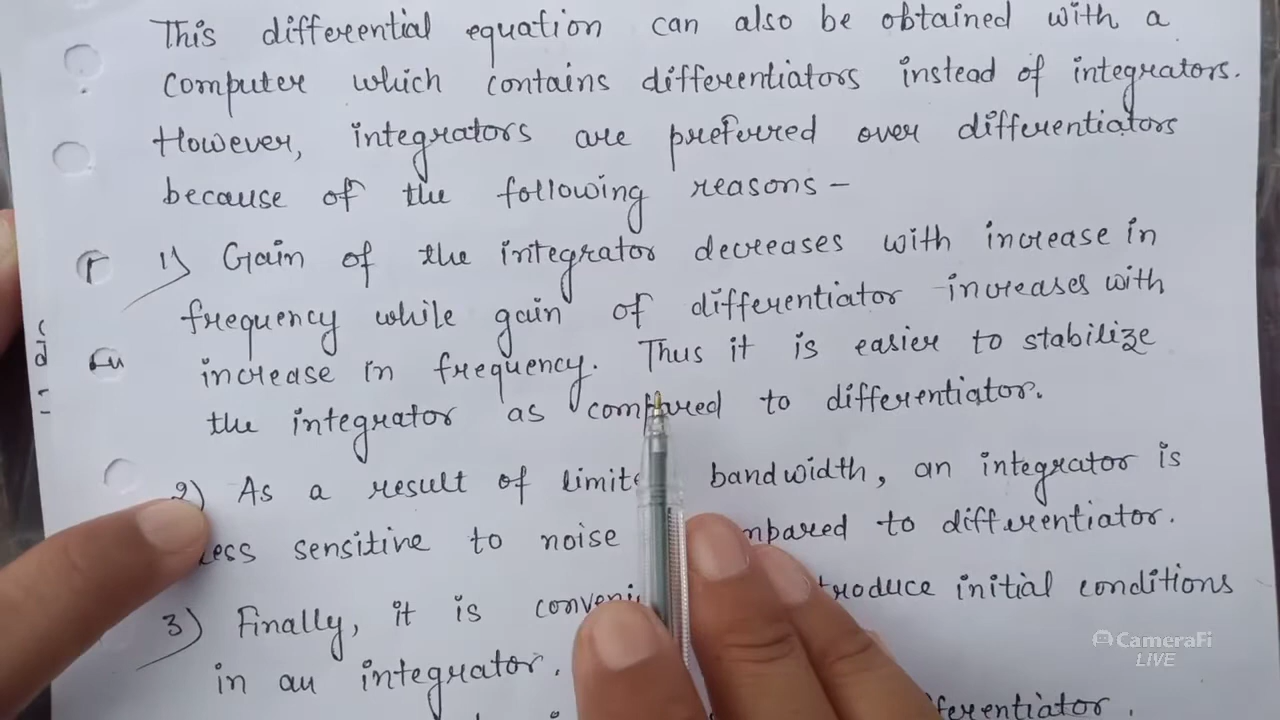 This differential equation can also be obtained with a
computer which contains differentiators instead of integrators.
However, integrators are preferred over differentiators
because of the following reasons –
1) Gain of the integrator decreases with increase in
frequency while gain of differentiator increases with
increase in frequency. Thus it is easier to stabilize
the integrator as compared to differentiator.
2) As a result of limite bandwidth, an integrator is
less sensitive to noise mpared to differentiator.
3) Finally, it is conveni troduce initial conditions
in an integrator.
ferentiator.
CameraFi
LIVE